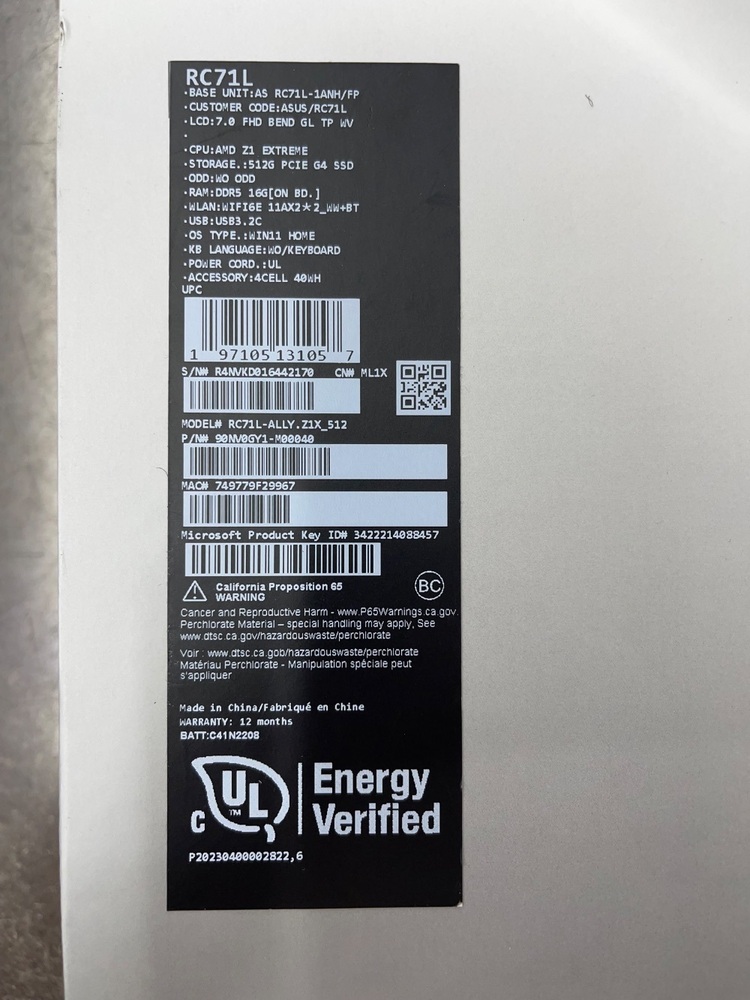 RC71L
·BASE UNIT:AS RC71L-1ANH/FP
·CUSTOMER CODE:ASUS/RC71L
·LCD:7.0 FHD BEND GL TP WV
·
·CPU:AMD Z1 EXTREME
·STORAGE.:512G PCIE G4 SSD
·ODD:WO ODD
·RAM:DDR5 16G[ON BD.]
·WLAN:WIFI6E 11AX2*2_WW+BT
·USB:USB3.2C
·OS TYPE.:WIN11 HOME
·KB LANGUAGE:WO/KEYBOARD
·POWER CORD.:UL
·ACCESSORY:4CELL 40WH
UPC
1 97105 13105 7
S/N# R4NVKD016442170 CN# ML1X
MODEL# RC71L-ALLY.Z1X_512
P/N# 90NV0GY1-M00040
MAC# 749779F29967
Microsoft Product Key ID# 3422214088457
California Proposition 65
WARNING
BC
Cancer and Reproductive Harm - www.P65Warnings.ca.gov.
Perchlorate Material – special handling may apply, See
www.dtsc.ca.gov/hazardouswaste/perchlorate
Voir : www.dtsc.ca.gob/hazardouswaste/perchlorate
Matériau Perchlorate - Manipulation spéciale peut
s'appliquer
Made in China/Fabriqué en Chine
WARRANTY: 12 months
BATT:C41N2208
C UL™ Energy
Verified
P20230400002822,6